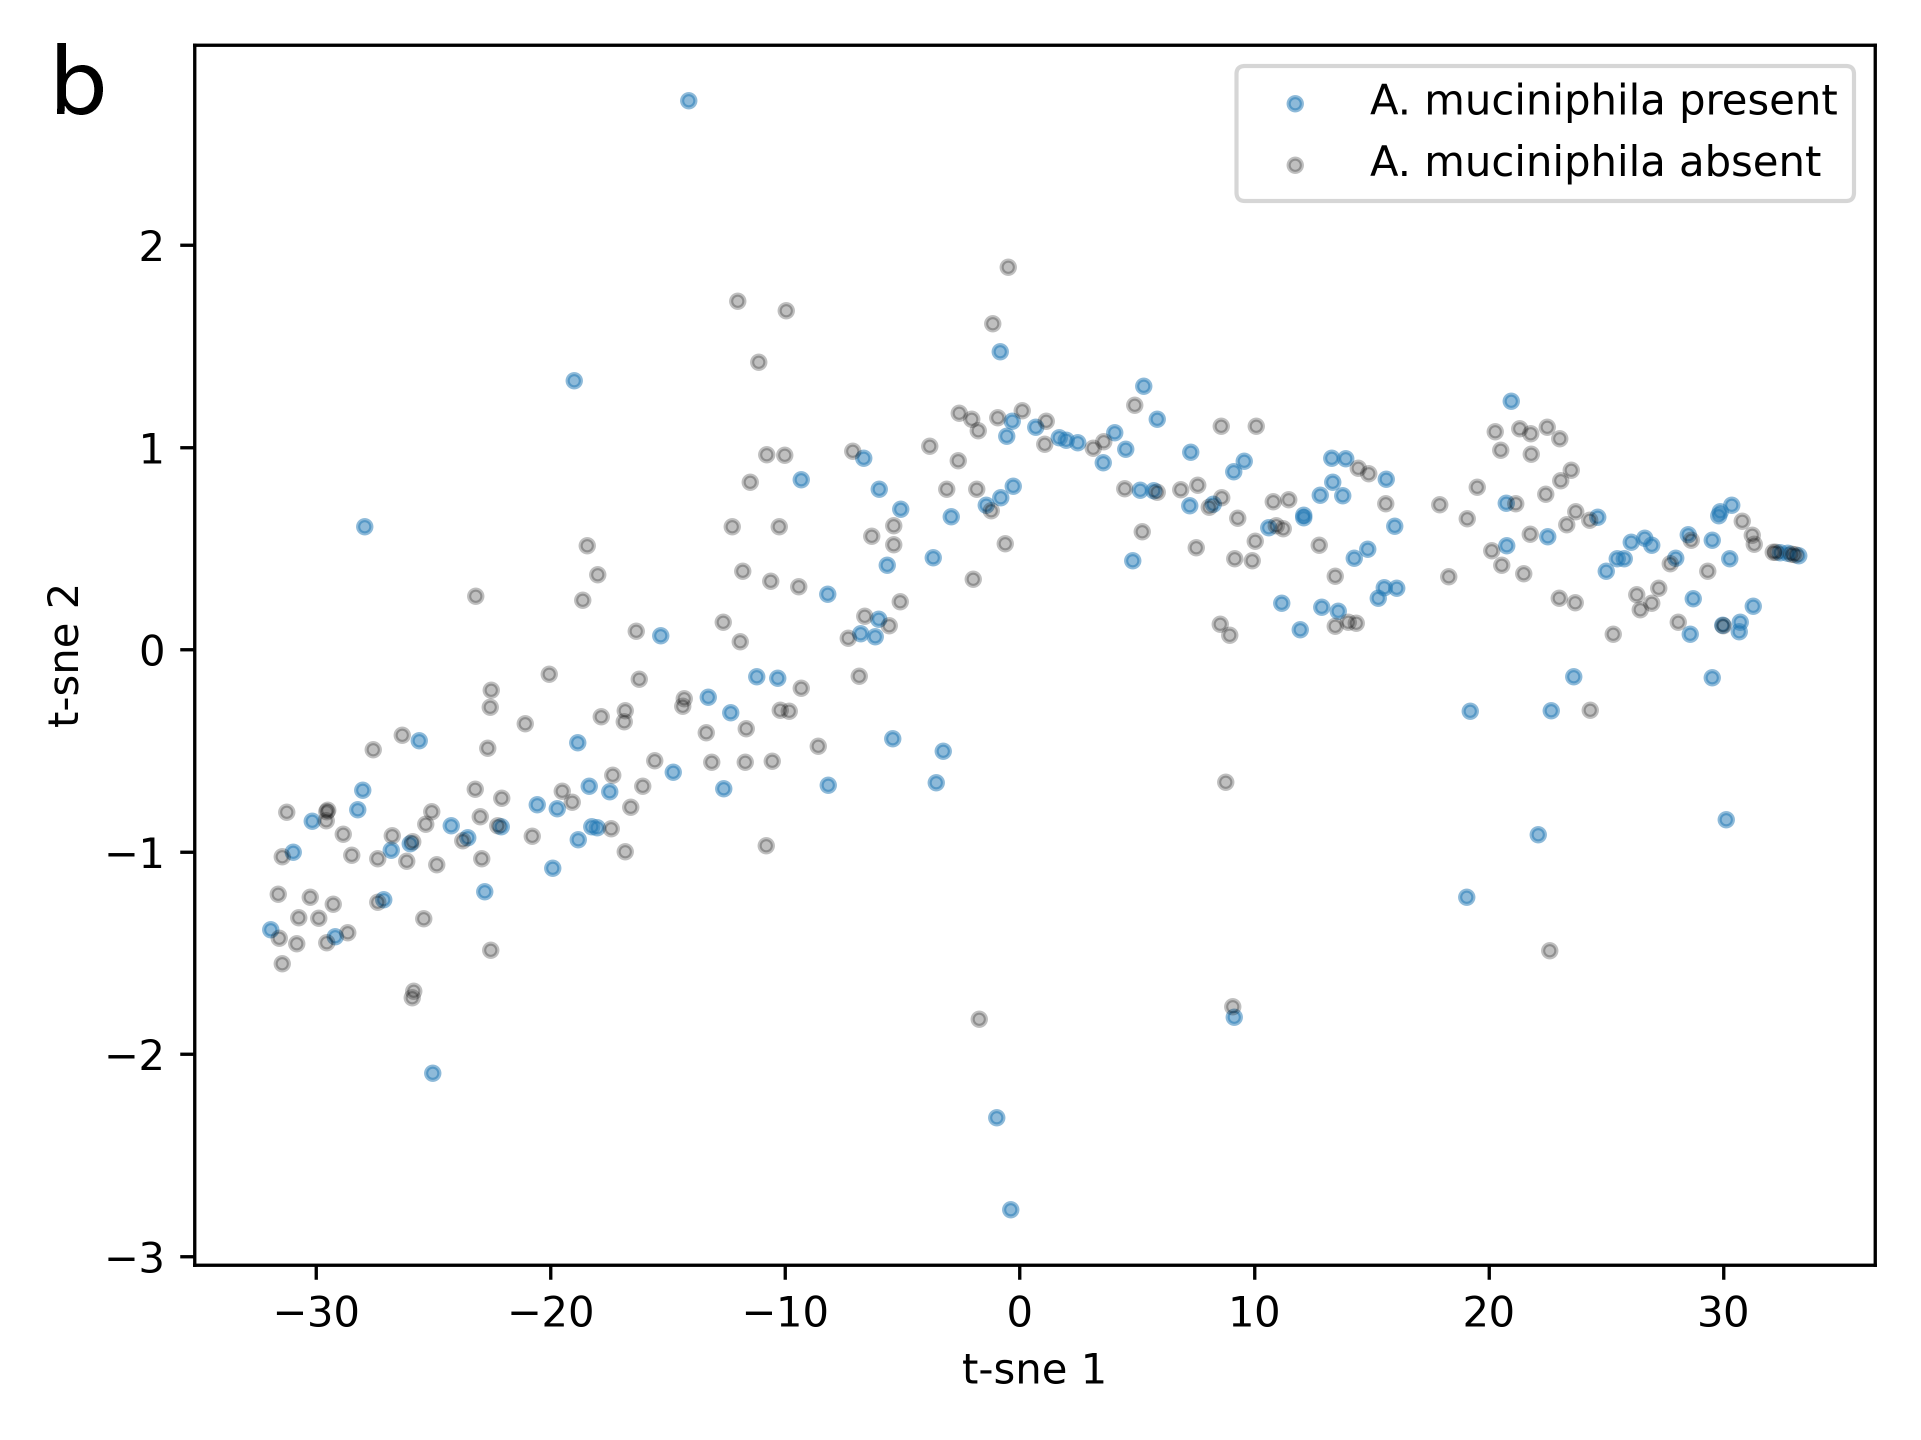 b
A. muciniphila present
A. muciniphila absent
2
1
0
−1
−2
−3
t-sne 2
−30 −20 −10 0 10 20 30
t-sne 1